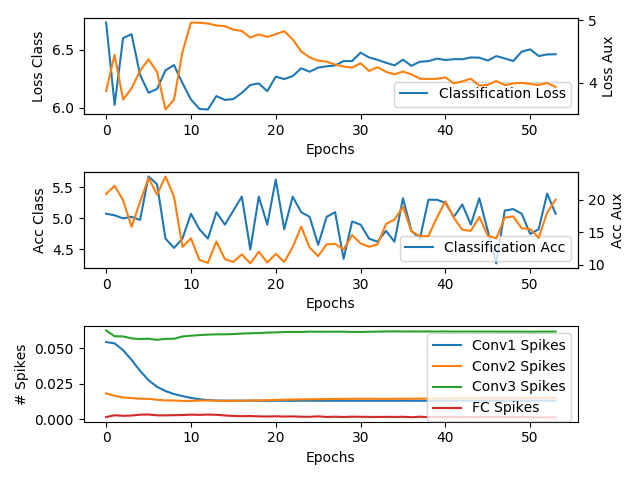 Loss Class
6.5
6.0
5
4
Loss Aux
Classification Loss
0 10 20 30 40 50
Epochs
Acc Class
5.5
5.0
4.5
20
15
10
Acc Aux
Classification Acc
0 10 20 30 40 50
Epochs
# Spikes
0.050
0.025
0.000
Conv1 Spikes
Conv2 Spikes
Conv3 Spikes
FC Spikes
0 10 20 30 40 50
Epochs